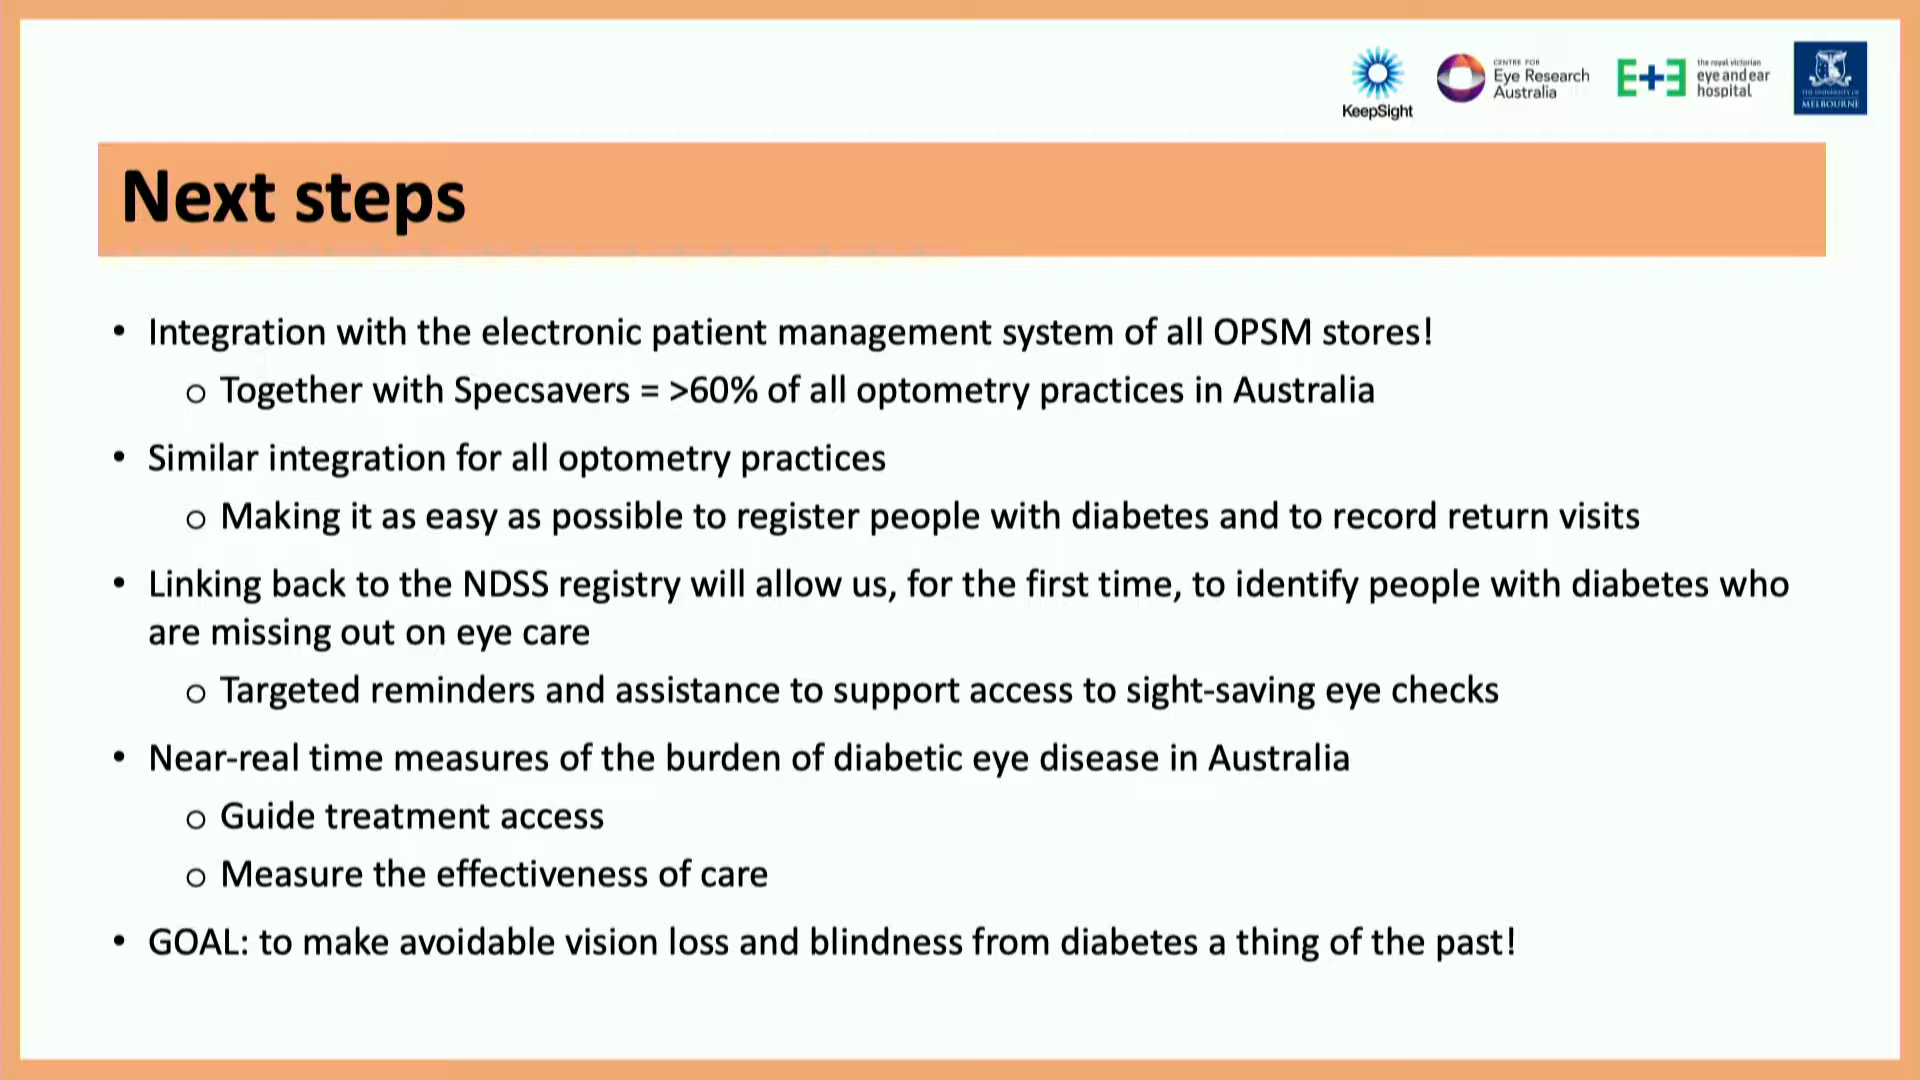 KeepSight
CENTRE FOR
Eye Research
Australia
the royal victorian
eye and ear
hospital
THE UNIVERSITY OF
MELBOURNE
Next steps
• Integration with the electronic patient management system of all OPSM stores!
o Together with Specsavers = >60% of all optometry practices in Australia
• Similar integration for all optometry practices
o Making it as easy as possible to register people with diabetes and to record return visits
• Linking back to the NDSS registry will allow us, for the first time, to identify people with diabetes who
are missing out on eye care
o Targeted reminders and assistance to support access to sight-saving eye checks
• Near-real time measures of the burden of diabetic eye disease in Australia
o Guide treatment access
o Measure the effectiveness of care
• GOAL: to make avoidable vision loss and blindness from diabetes a thing of the past!